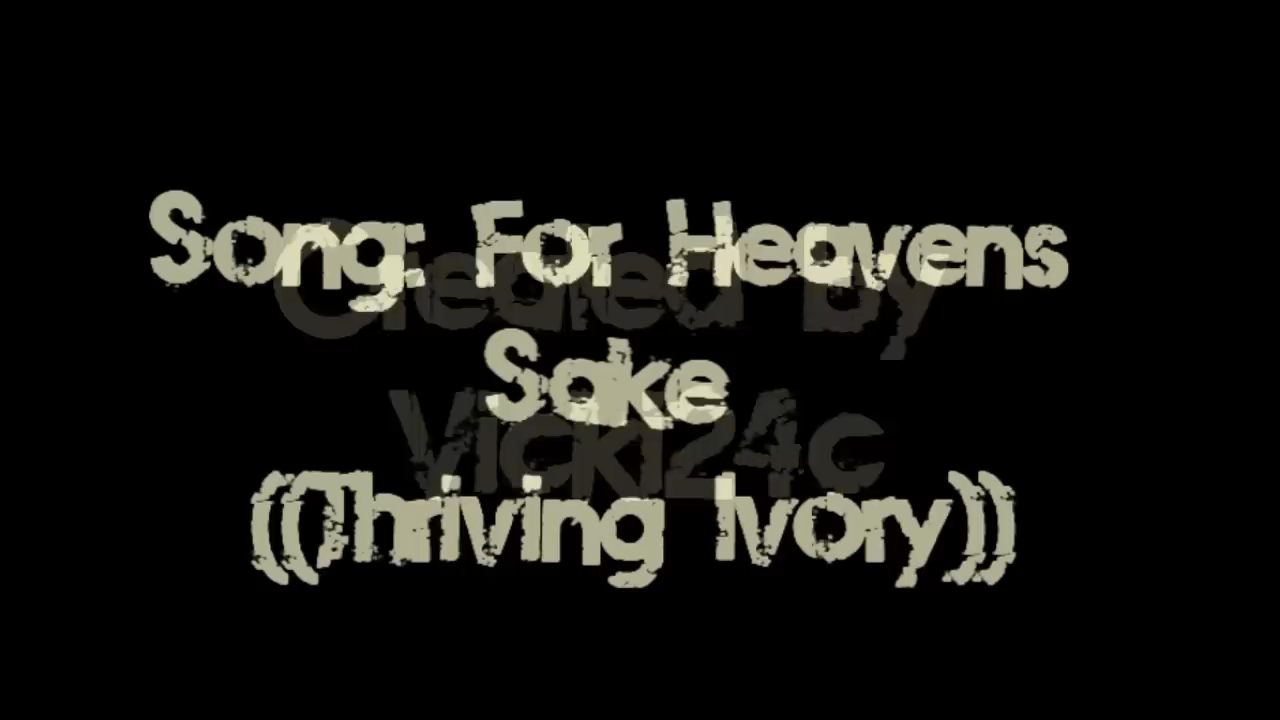 Song: For Heavens
Created by
Sake
Vicki24c
((Thriving Ivory))